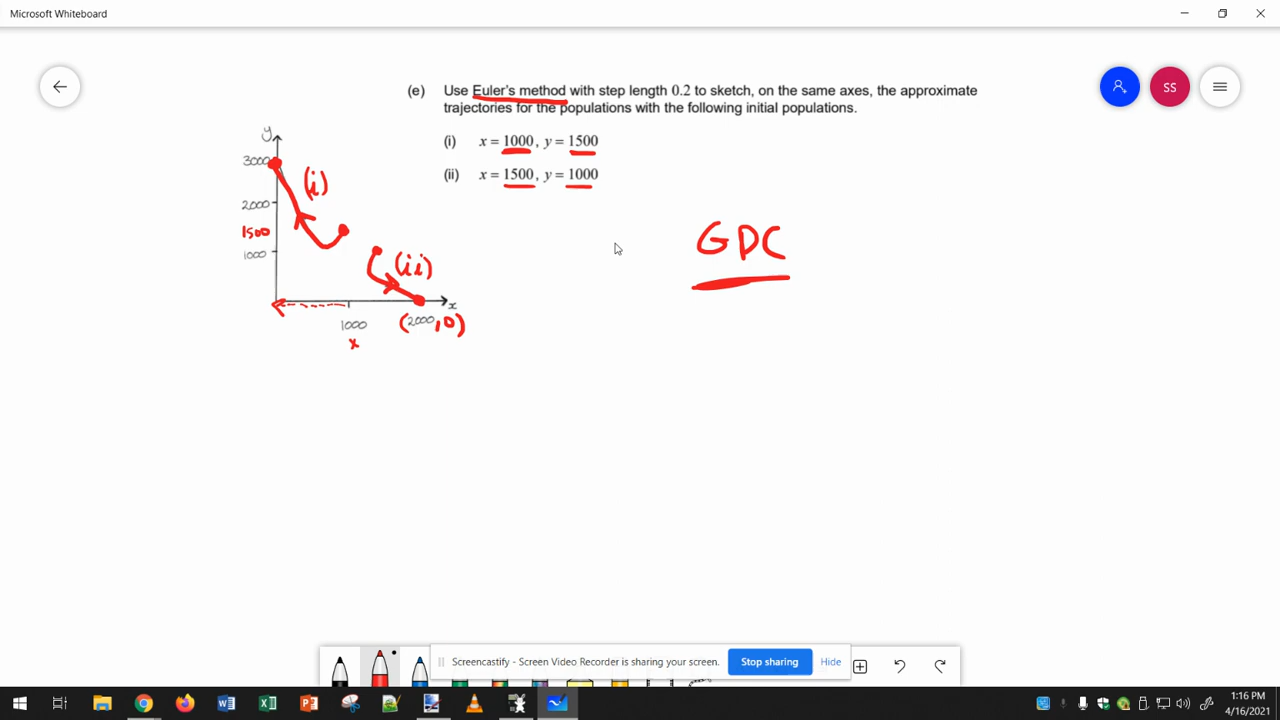 Microsoft Whiteboard
SS
(e) Use Euler's method with step length 0.2 to sketch, on the same axes, the approximate
trajectories for the populations with the following initial populations.
(i) x = 1000, y = 1500
(ii) x = 1500, y = 1000
y
3000
(i)
2000
1500
1000
(ii)
x
1000
(2000,0)
x
GDC
Screencastify - Screen Video Recorder is sharing your screen.
Stop sharing
Hide
1:16 PM
4/16/2021